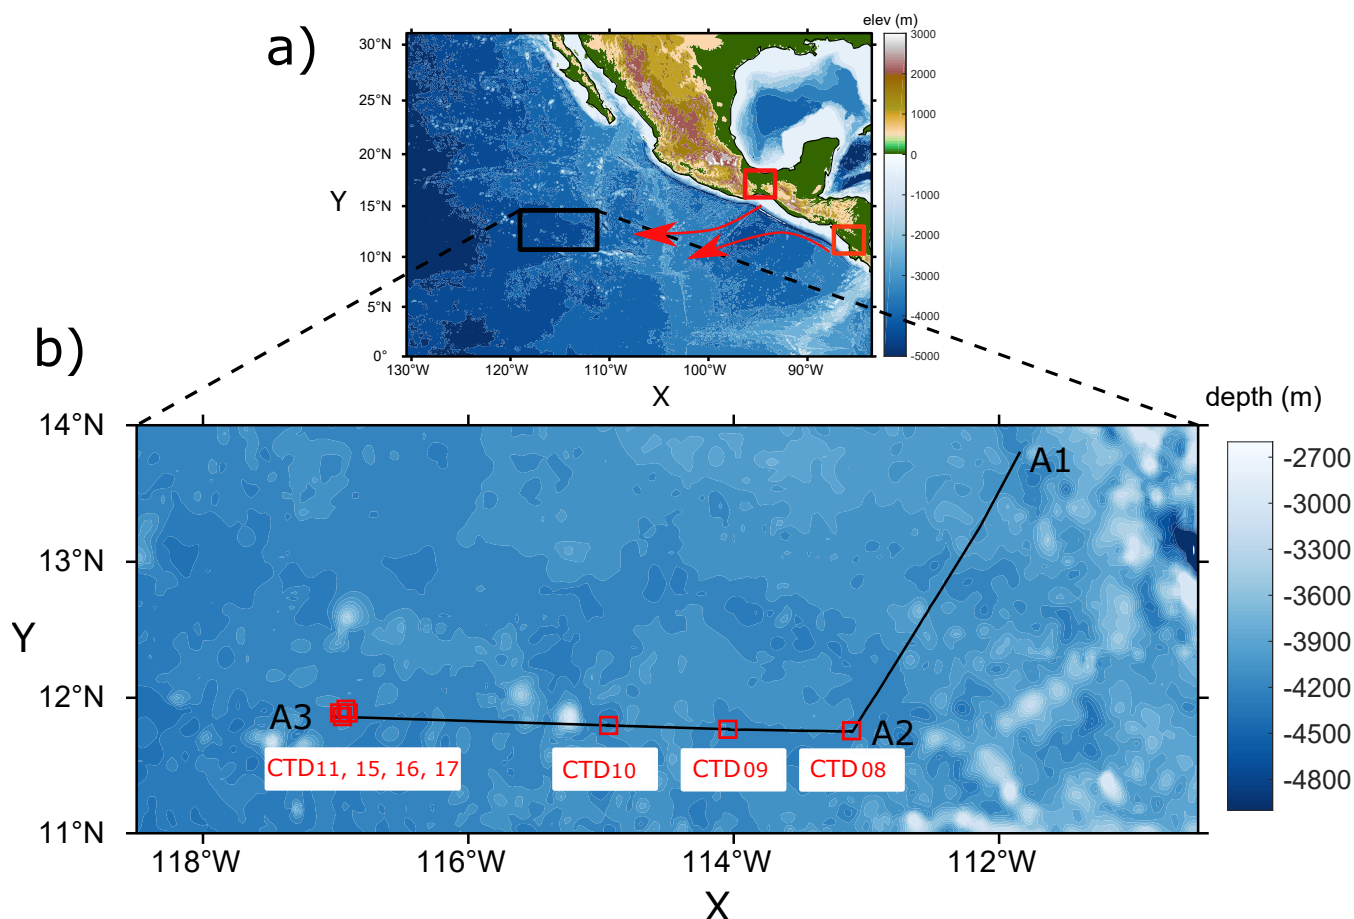 a)
elev (m)
30°N
25°N
20°N
15°N
10°N
5°N
0°
Y
130°W
120°W
110°W
100°W
90°W
X
3000
2000
1000
0
-1000
-2000
-3000
-4000
-5000
b)
depth (m)
14°N
13°N
12°N
11°N
Y
A1
A2
A3
CTD11, 15, 16, 17
CTD10
CTD09
CTD08
118°W
116°W
114°W
112°W
X
-2700
-3000
-3300
-3600
-3900
-4200
-4500
-4800